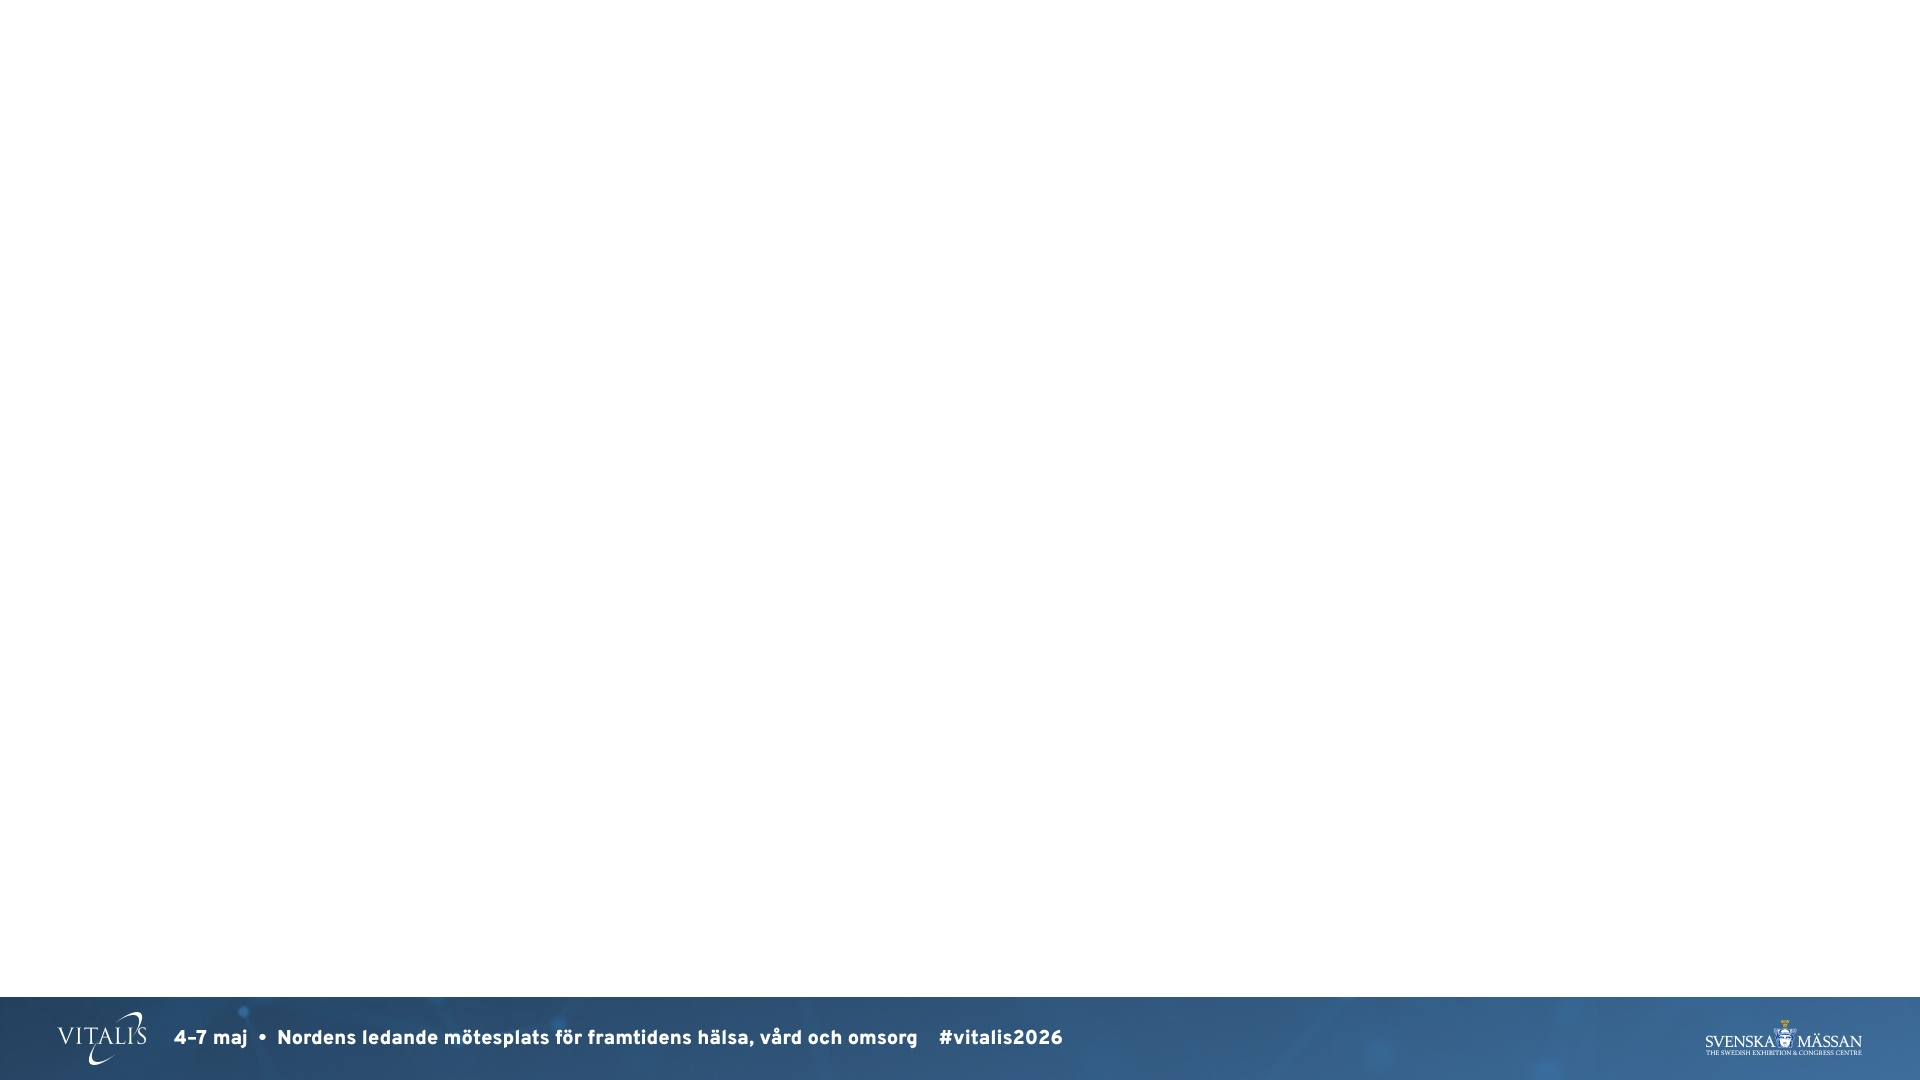 VITALIS
4–7 maj • Nordens ledande mötesplats för framtidens hälsa, vård och omsorg #vitalis2026
SVENSKA MÄSSAN
THE SWEDISH EXHIBITION & CONGRESS CENTRE